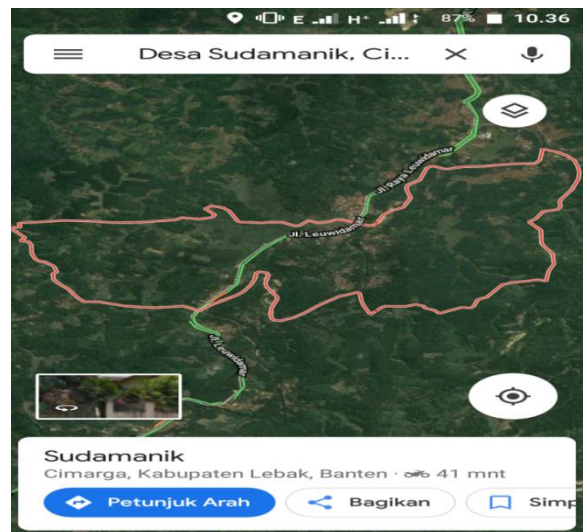 E H+ 87% 10.36
Desa Sudamanik, Ci...
Jl. Raya Leuwidamar
Jl. Leuwidamar
Jl. Leuwidamar
Sudamanik
Cimarga, Kabupaten Lebak, Banten · 41 mnt
Petunjuk Arah
Bagikan
Simp